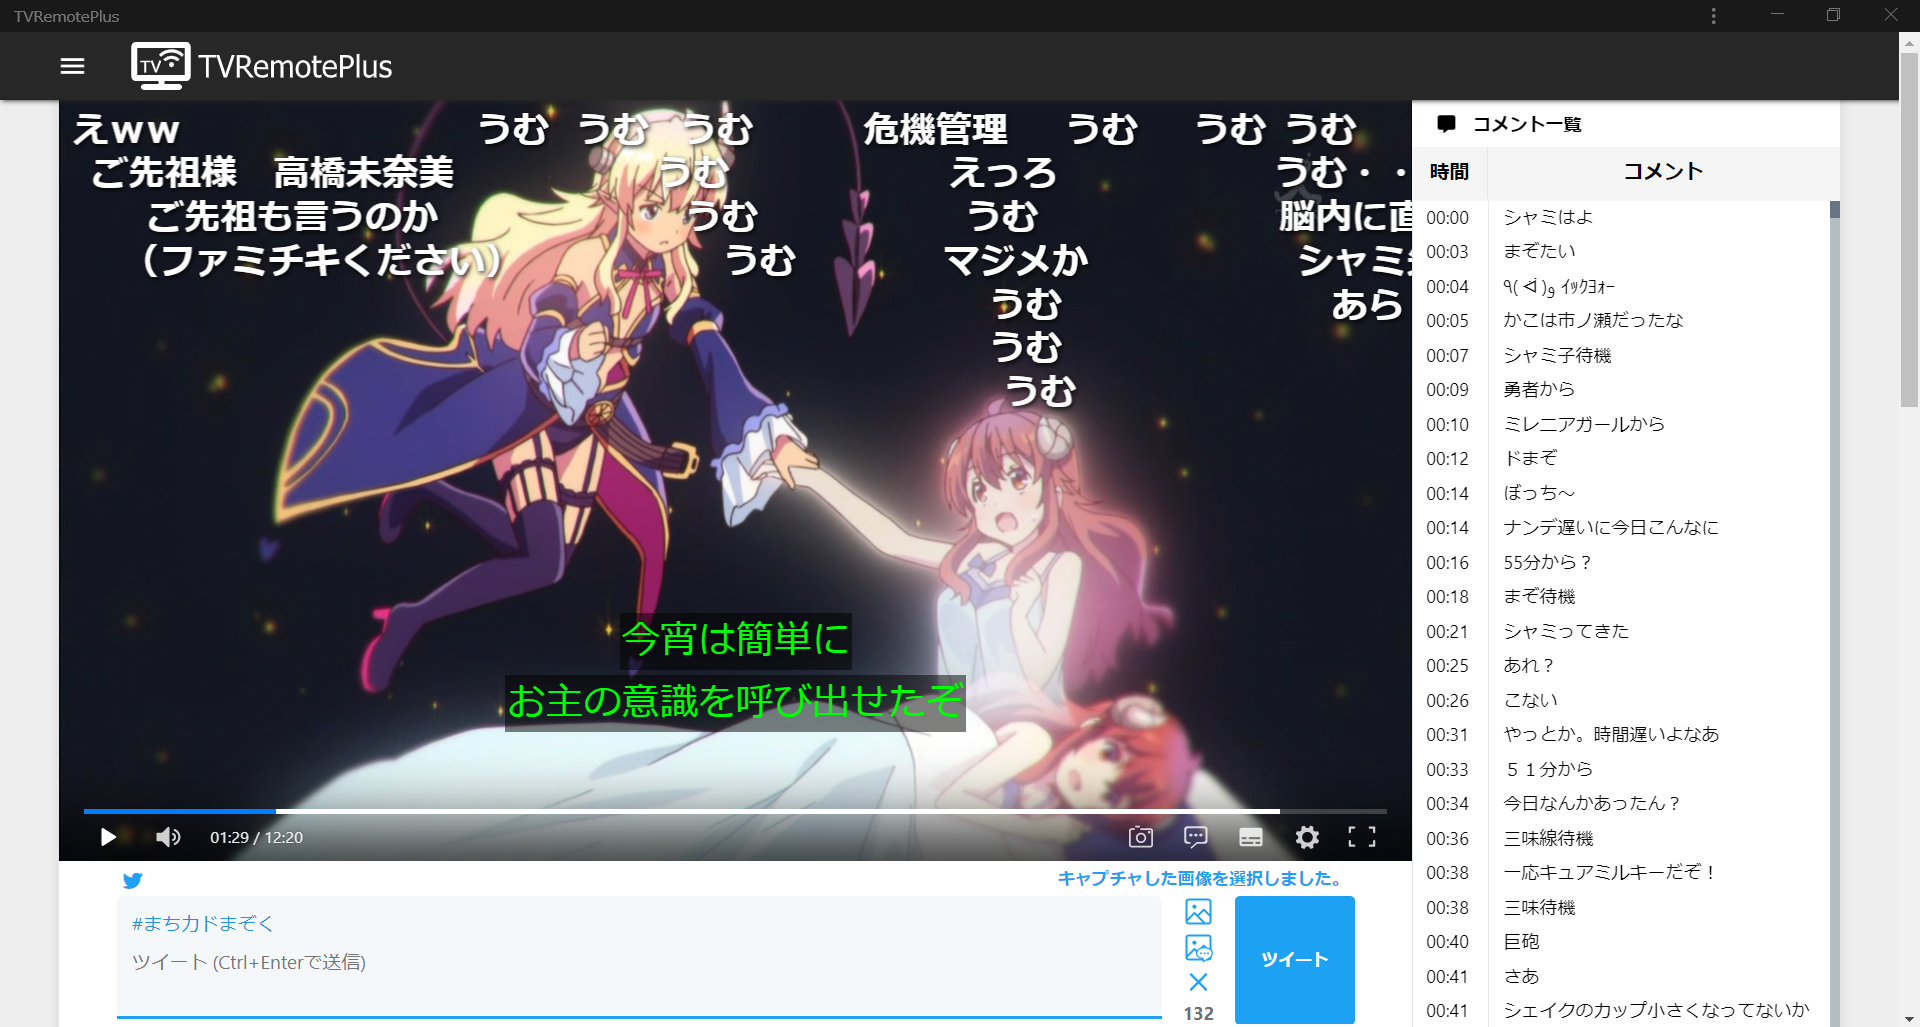 TVRemotePlus
TV
TVRemotePlus
えｗｗ
うむ
うむ
うむ
危機管理
うむ
うむ
うむ
ご先祖様　高橋未奈美
うむ
えっろ
うむ・・
ご先祖も言うのか
うむ
うむ
脳内に直
（ファミチキください）
うむ
マジメか
シャミ
うむ
あら
うむ
うむ
今宵は簡単に
お主の意識を呼び出せたぞ
01:29 / 12:20
キャプチャした画像を選択しました。
#まちカドまぞく
ツイート (Ctrl+Enterで送信)
132
ツイート
コメント一覧
時間 コメント
00:00 シャミはよ
00:03 まぞたい
00:04 ｲｯｸﾖｫｰ
00:05 かこは市ノ瀬だったな
00:07 シャミ子待機
00:09 勇者から
00:10 ミレニアガールから
00:12 ドまぞ
00:14 ぼっち～
00:14 ナンデ遅いに今日こんなに
00:16 55分から？
00:18 まぞ待機
00:21 シャミってきた
00:25 あれ？
00:26 こない
00:31 やっとか。時間遅いよなあ
00:33 ５１分から
00:34 今日なんかあったん？
00:36 三味線待機
00:38 一応キュアミルキーだぞ！
00:38 三味待機
00:40 巨砲
00:41 さあ
00:41 シェイクのカップ小さくなってないか